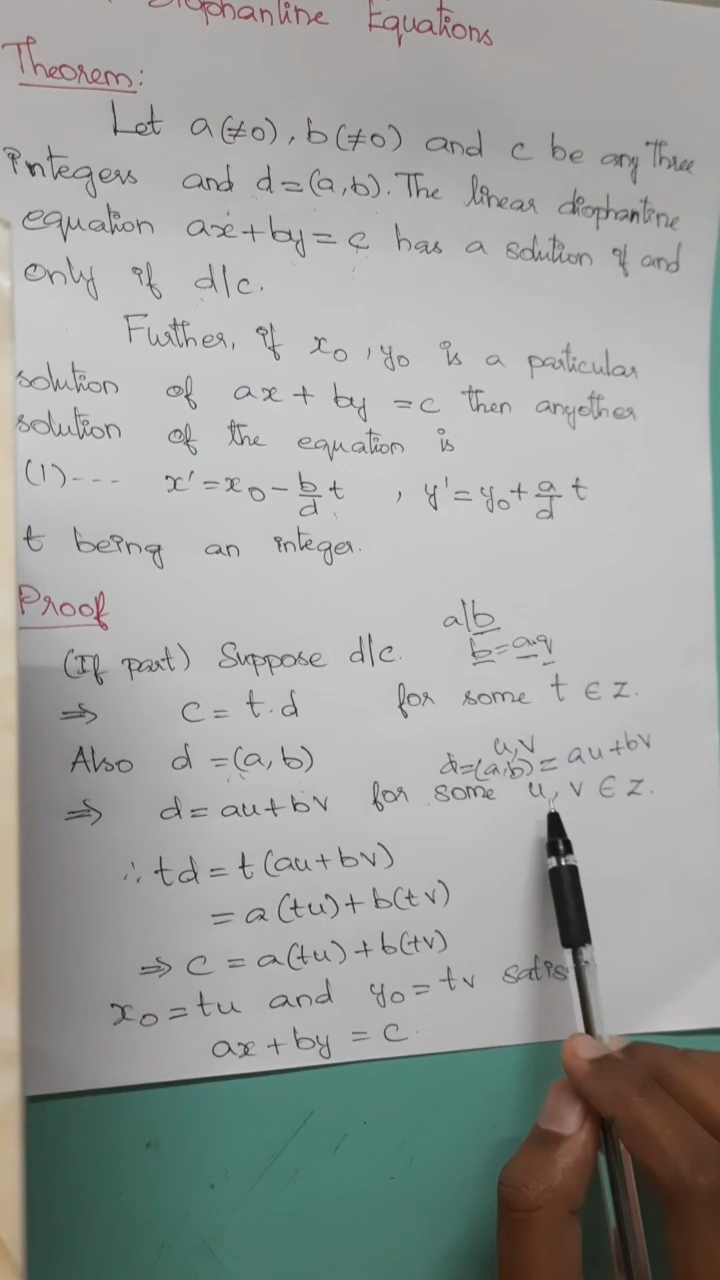 Diophantine Equations
Theorem:
Let a(≠0), b(≠0) and c be any three
integers and d=(a,b). The linear diophantine
equation ax+by=c has a solution if and
only if d/c.
Further, if x₀, y₀ is a particular
solution of ax + by = c then anyother
solution of the equation is
(1)--- x' = x₀ - b/d t , y' = y₀ + a/d t
t being an integer.
Proof
a|b
(If part) Suppose d/c. b=aq
⇒ c = t.d for some t ∈ z.
u,v
Also d = (a,b) d=(a,b) = au+bv
⇒ d = au+bv for some u, v ∈ z.
∴ td = t(au+bv)
= a(tu)+b(tv)
⇒ c = a(tu)+b(tv)
x₀ = tu and y₀ = tv satis
ax + by = c.